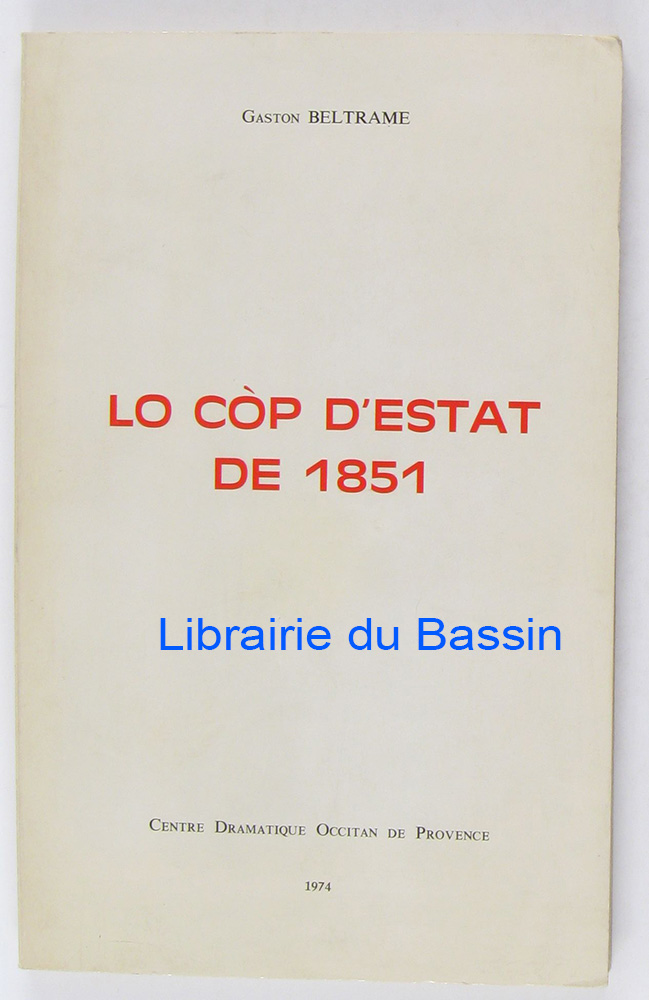 Gaston BELTRAME
LO CÒP D'ESTAT
DE 1851
Librairie du Bassin
Centre Dramatique Occitan de Provence
1974